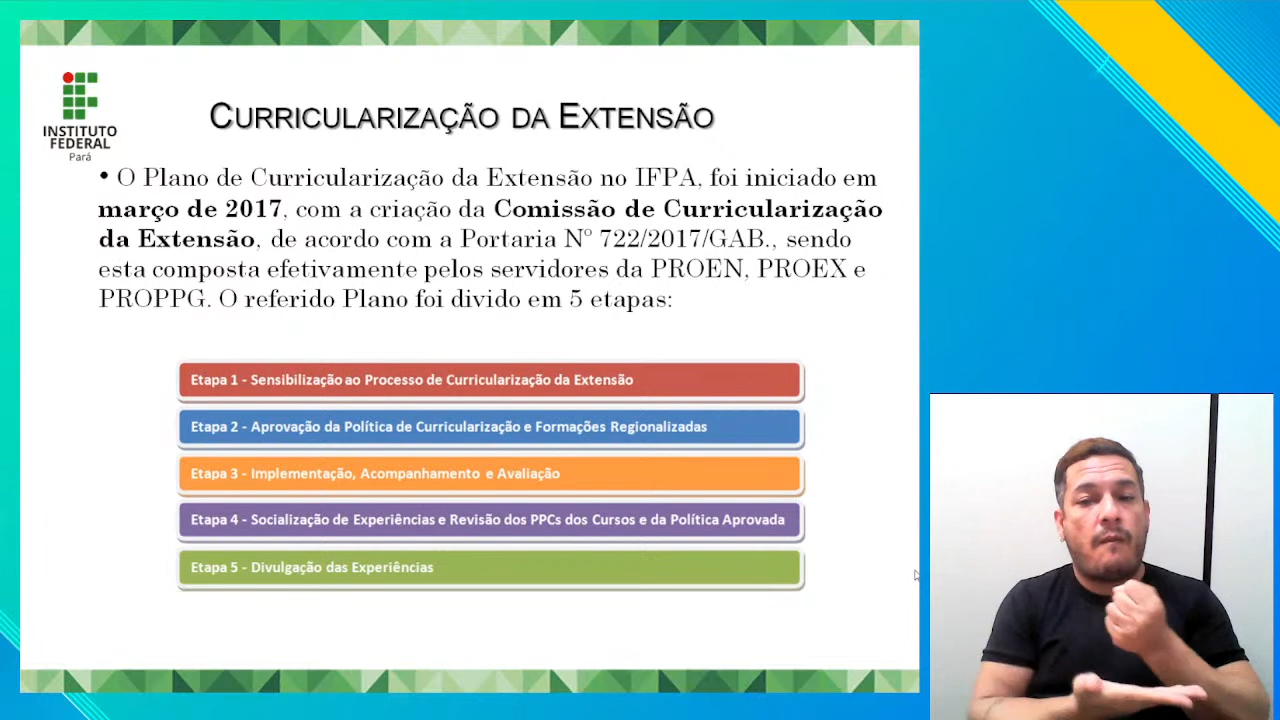 INSTITUTO
FEDERAL
Pará
CURRICULARIZAÇÃO DA EXTENSÃO
• O Plano de Curricularização da Extensão no IFPA, foi iniciado em
março de 2017, com a criação da Comissão de Curricularização
da Extensão, de acordo com a Portaria Nº 722/2017/GAB., sendo
esta composta efetivamente pelos servidores da PROEN, PROEX e
PROPPG. O referido Plano foi divido em 5 etapas:
Etapa 1 - Sensibilização ao Processo de Curricularização da Extensão
Etapa 2 - Aprovação da Política de Curricularização e Formações Regionalizadas
Etapa 3 - Implementação, Acompanhamento e Avaliação
Etapa 4 - Socialização de Experiências e Revisão dos PPCs dos Cursos e da Política Aprovada
Etapa 5 - Divulgação das Experiências